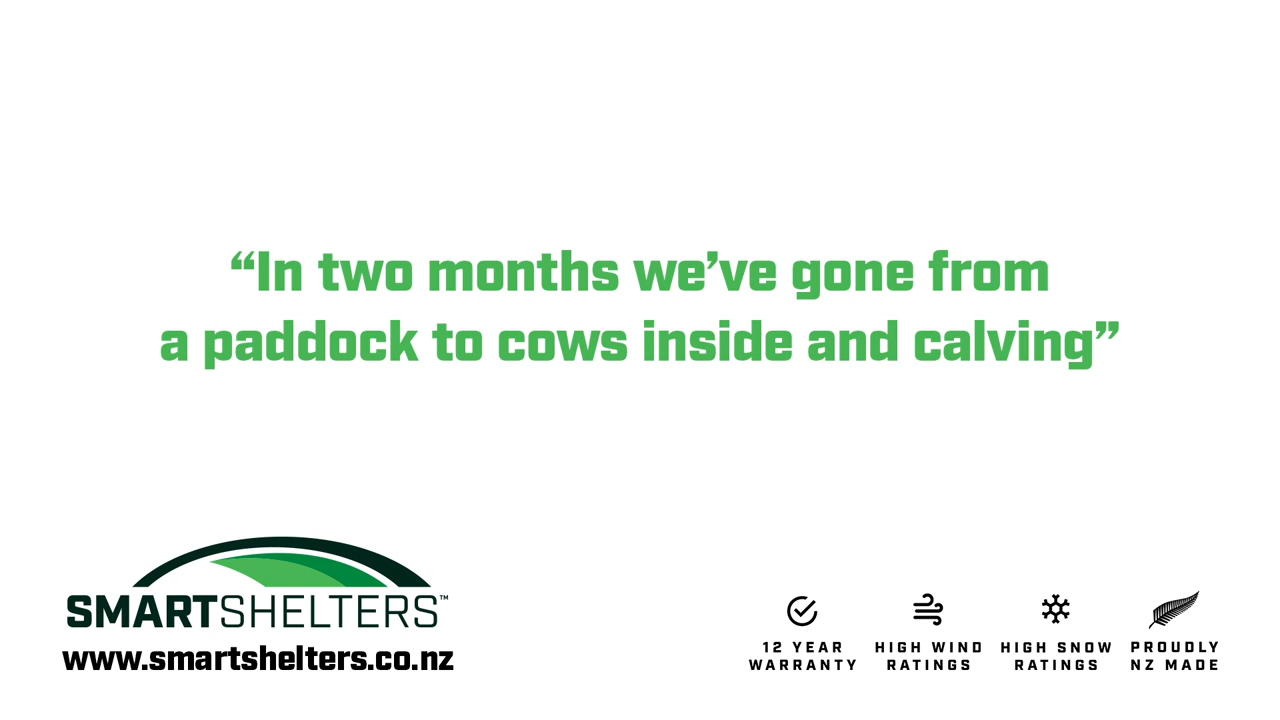 “In two months we’ve gone from
a paddock to cows inside and calving”
SMARTSHELTERS™
www.smartshelters.co.nz
12 YEAR
WARRANTY
HIGH WIND
RATINGS
HIGH SNOW
RATINGS
PROUDLY
NZ MADE